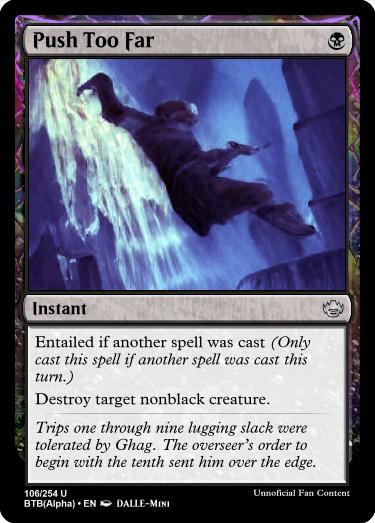 Push Too Far
Instant
Entailed if another spell was cast (Only
cast this spell if another spell was cast this
turn.)
Destroy target nonblack creature.
Trips one through nine lugging slack were
tolerated by Ghag. The overseer's order to
begin with the tenth sent him over the edge.
106/254 U
BTB(Alpha) • EN DALLE-Mini
Unnofficial Fan Content